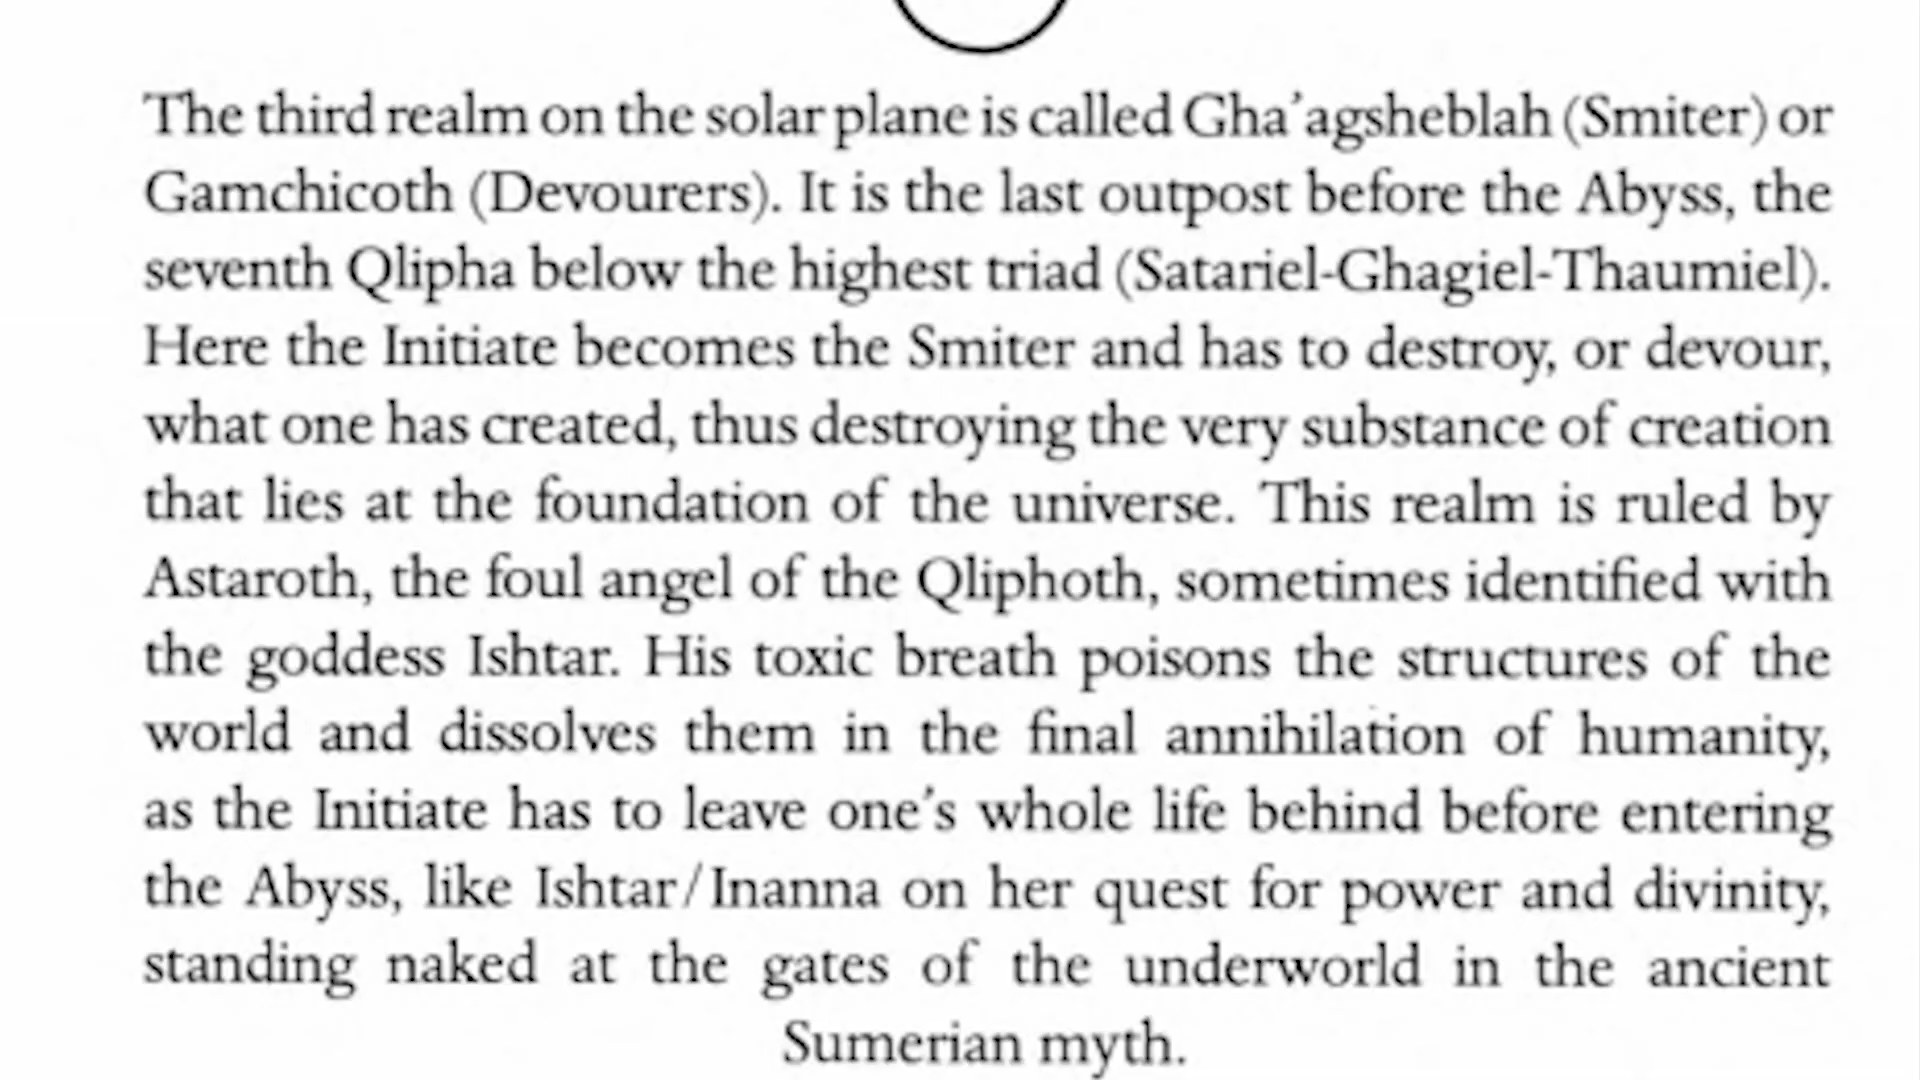 The third realm on the solar plane is called Gha’agsheblah (Smiter) or
Gamchicoth (Devourers). It is the last outpost before the Abyss, the
seventh Qlipha below the highest triad (Satariel-Ghagiel-Thaumiel).
Here the Initiate becomes the Smiter and has to destroy, or devour,
what one has created, thus destroying the very substance of creation
that lies at the foundation of the universe. This realm is ruled by
Astaroth, the foul angel of the Qliphoth, sometimes identified with
the goddess Ishtar. His toxic breath poisons the structures of the
world and dissolves them in the final annihilation of humanity,
as the Initiate has to leave one’s whole life behind before entering
the Abyss, like Ishtar/Inanna on her quest for power and divinity,
standing naked at the gates of the underworld in the ancient
Sumerian myth.